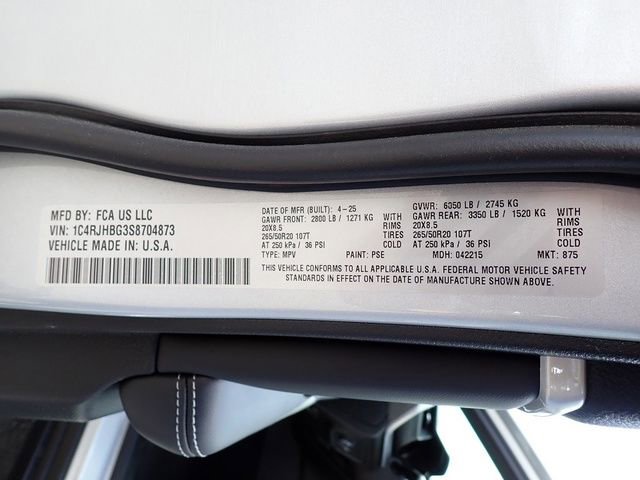 MFD BY: FCA US LLC
VIN: 1C4RJHBG3S8704873
VEHICLE MADE IN: U.S.A.
DATE OF MFR (BUILT): 4-25 GVWR: 6350 LB / 2745 KG
GAWR FRONT: 2800 LB / 1271 KG WITH GAWR REAR: 3350 LB / 1520 KG WITH
20X8.5 RIMS 20X8.5 RIMS
265/50R20 107T TIRES 265/50R20 107T TIRES
AT 250 kPa / 36 PSI COLD AT 250 kPa / 36 PSI COLD
TYPE: MPV PAINT: PSE MDH: 042215 MKT: 875
THIS VEHICLE CONFORMS TO ALL APPLICABLE U.S.A. FEDERAL MOTOR VEHICLE SAFETY
STANDARDS IN EFFECT ON THE DATE OF MANUFACTURE SHOWN ABOVE.